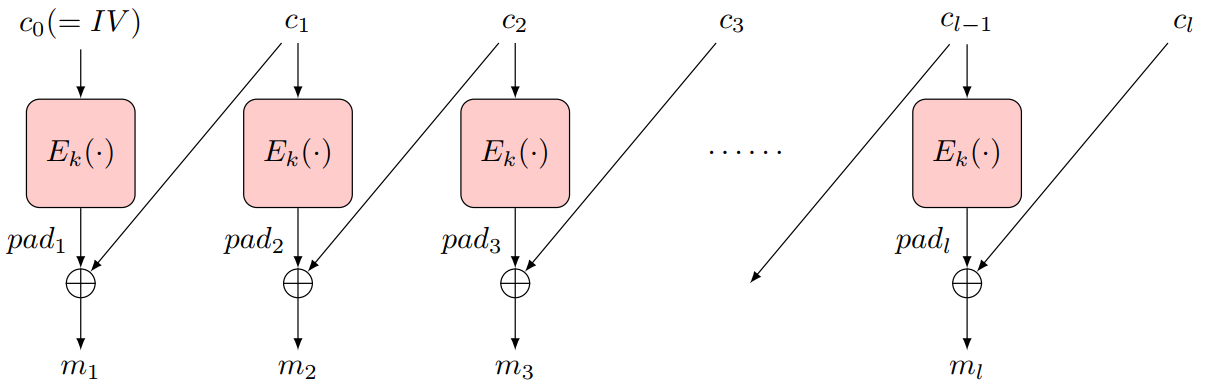 c₀(= IV) c₁ c₂ c₃ cₗ₋₁ cₗ
Eₖ(·) Eₖ(·) Eₖ(·) ...... Eₖ(·)
pad₁ pad₂ pad₃ padₗ
m₁ m₂ m₃ mₗ